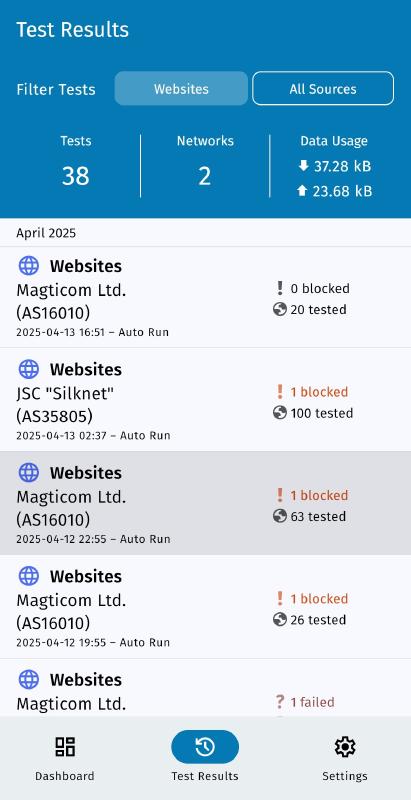 Test Results
Filter Tests Websites All Sources
Tests Networks Data Usage
38 2 37.28 kB
23.68 kB
April 2025
Websites
Magticom Ltd.
(AS16010)
2025-04-13 16:51 – Auto Run
0 blocked
20 tested
Websites
JSC "Silknet"
(AS35805)
2025-04-13 02:37 – Auto Run
1 blocked
100 tested
Websites
Magticom Ltd.
(AS16010)
2025-04-12 22:55 – Auto Run
1 blocked
63 tested
Websites
Magticom Ltd.
(AS16010)
2025-04-12 19:55 – Auto Run
1 blocked
26 tested
Websites
Magticom Ltd.
1 failed
Dashboard Test Results Settings